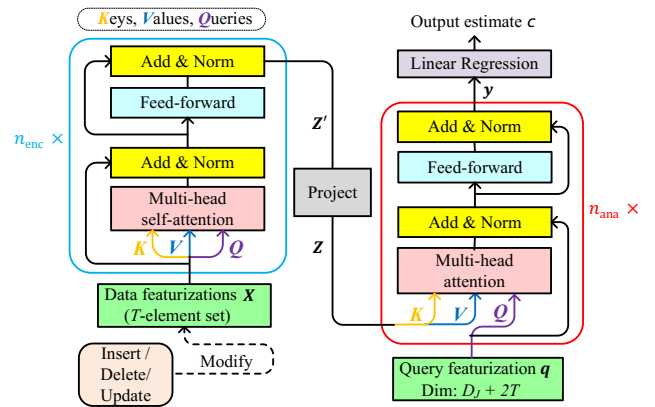 Keys, Values, Queries
Add & Norm
Feed-forward
n_enc ×
Add & Norm
Multi-head
self-attention
K V Q
Data featurizations X
(T-element set)
Insert /
Delete/
Update
Modify
Z'
Project
Z
Output estimate c
Linear Regression
y
Add & Norm
Feed-forward
n_ana ×
Add & Norm
Multi-head
attention
K V Q
Query featurization q
Dim: D_J + 2T